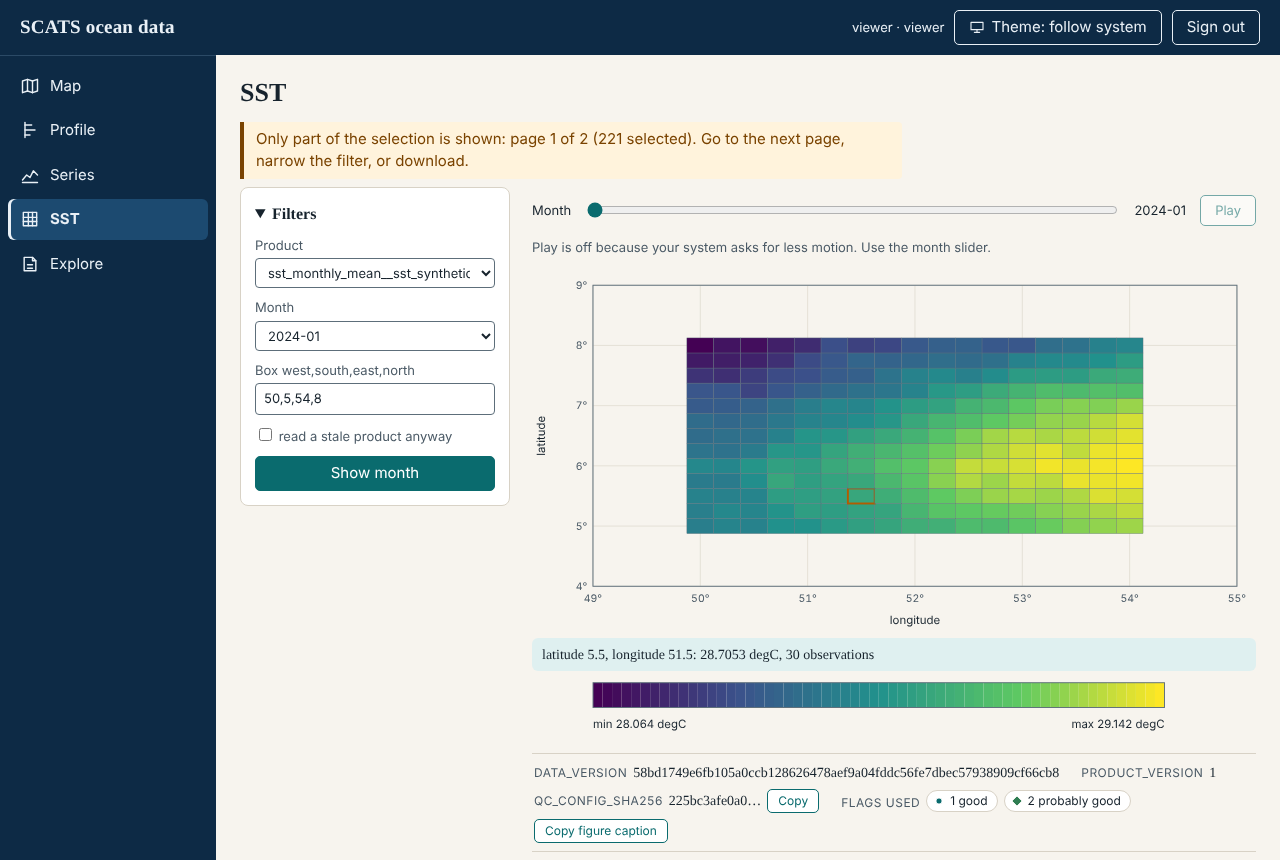 SCATS ocean data
viewer · viewer
Theme: follow system
Sign out
Map
Profile
Series
SST
Explore
SST
Only part of the selection is shown: page 1 of 2 (221 selected). Go to the next page,
narrow the filter, or download.
Filters
Product
sst_monthly_mean__sst_synthetic
Month
2024-01
Box west,south,east,north
50,5,54,8
read a stale product anyway
Show month
Month
2024-01
Play
Play is off because your system asks for less motion. Use the month slider.
9°
8°
7°
6°
5°
4°
latitude
49°
50°
51°
52°
53°
54°
55°
longitude
latitude 5.5, longitude 51.5: 28.7053 degC, 30 observations
min 28.064 degC
max 29.142 degC
DATA_VERSION 58bd1749e6fb105a0ccb128626478aef9a04fddc56fe7dbec57938909cf66cb8
PRODUCT_VERSION 1
QC_CONFIG_SHA256 225bc3afe0a0…
Copy
FLAGS USED
1 good
2 probably good
Copy figure caption